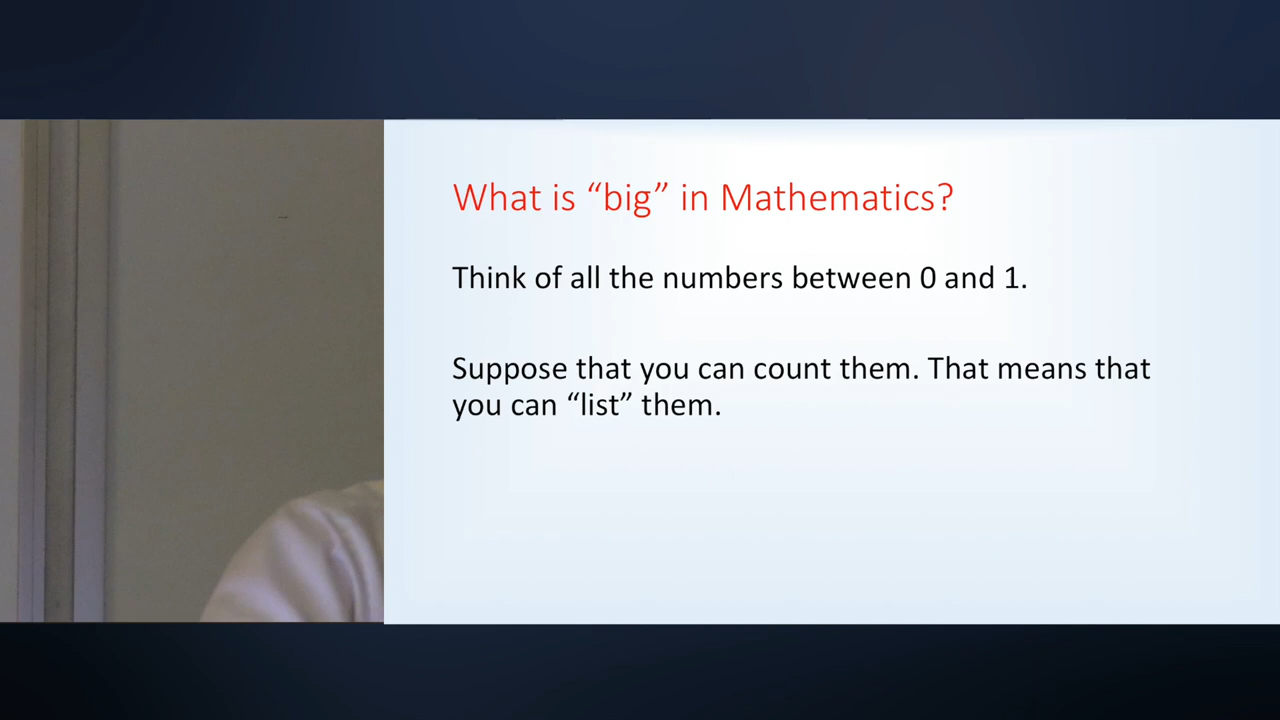 What is “big” in Mathematics?
Think of all the numbers between 0 and 1.
Suppose that you can count them. That means that
you can “list” them.